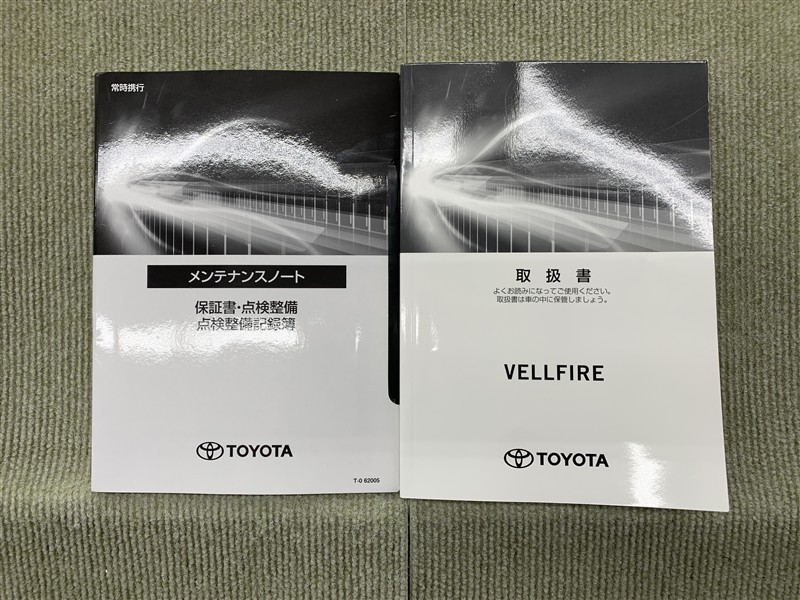 常時携行
メンテナンスノート
保証書・点検整備
点検整備記録簿
TOYOTA
T-0 62005
取扱書
よくお読みになってご使用ください。
取扱書は車の中に保管しましょう。
VELLFIRE
TOYOTA